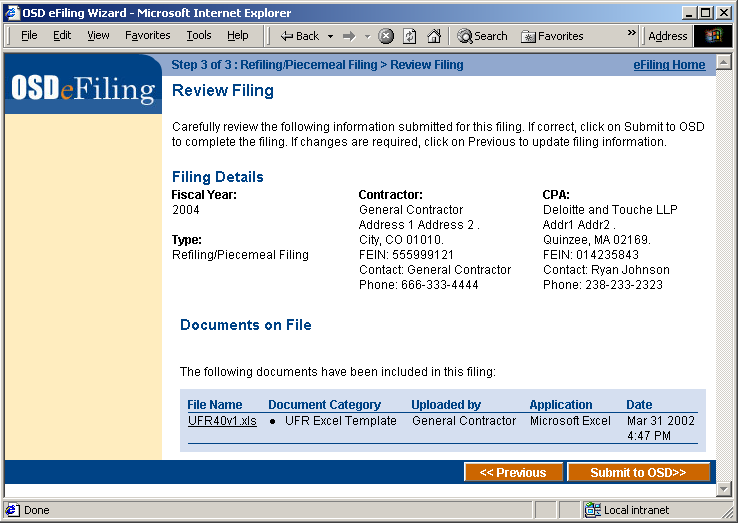 OSD eFiling Wizard - Microsoft Internet Explorer
File Edit View Favorites Tools Help Back Search Favorites » Address
OSDeFiling
Step 3 of 3 : Refiling/Piecemeal Filing > Review Filing eFiling Home
Review Filing
Carefully review the following information submitted for this filing. If correct, click on Submit to OSD
to complete the filing. If changes are required, click on Previous to update filing information.
Filing Details
Fiscal Year:
2004
Type:
Refiling/Piecemeal Filing
Contractor:
General Contractor
Address 1 Address 2 .
City, CO 01010.
FEIN: 555999121
Contact: General Contractor
Phone: 666-333-4444
CPA:
Deloitte and Touche LLP
Addr1 Addr2 .
Quinzee, MA 02169.
FEIN: 014235843
Contact: Ryan Johnson
Phone: 238-233-2323
Documents on File
The following documents have been included in this filing:
File Name Document Category Uploaded by Application Date
UFR40v1.xls • UFR Excel Template General Contractor Microsoft Excel Mar 31 2002
4:47 PM
<< Previous Submit to OSD>>
Done Local intranet